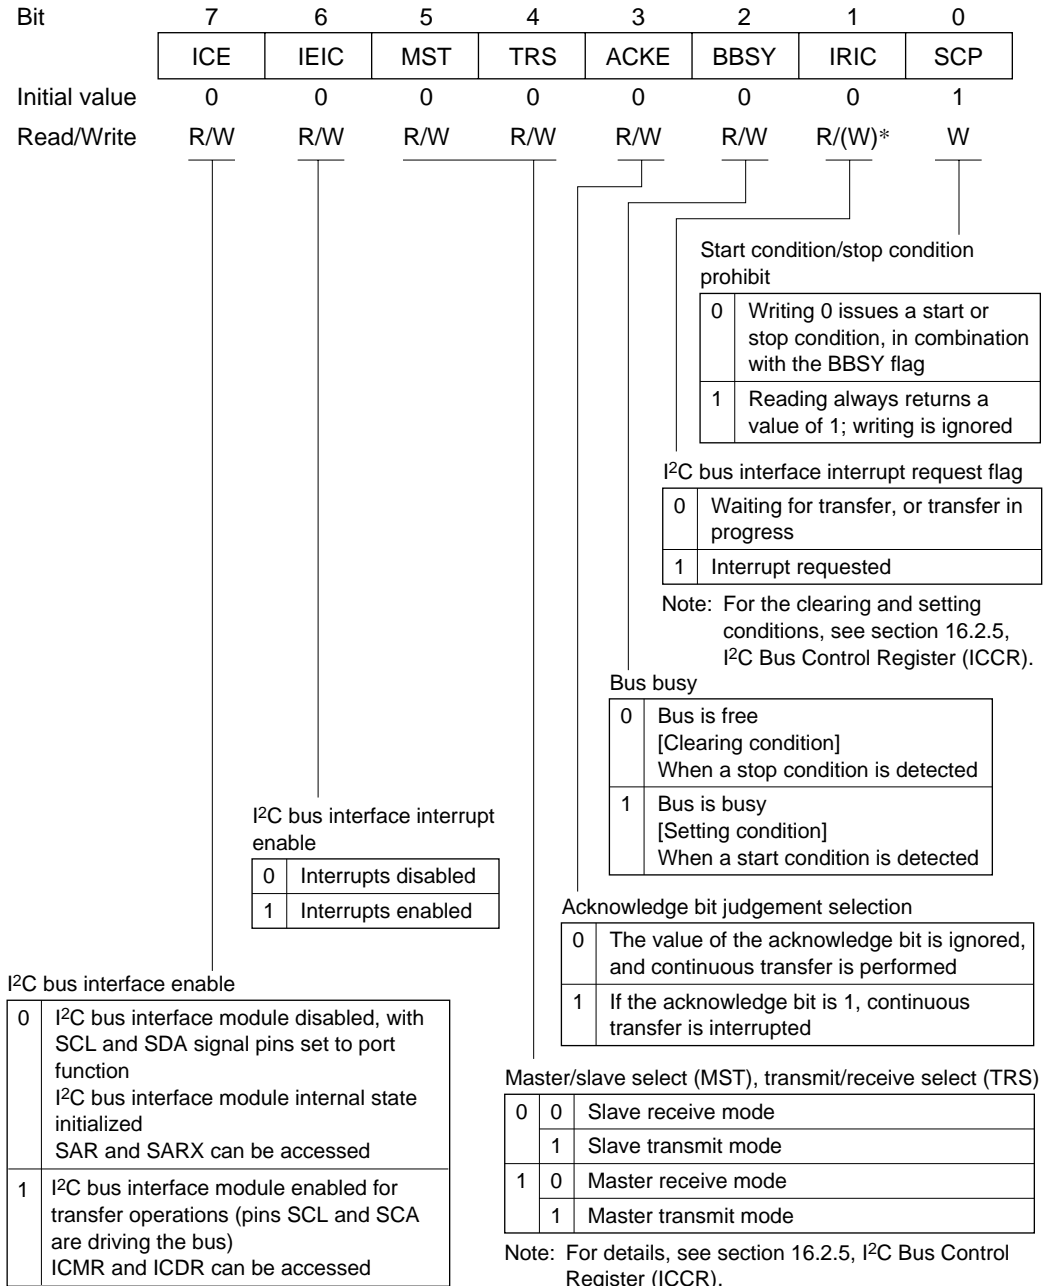 Bit 7 6 5 4 3 2 1 0
ICE IEIC MST TRS ACKE BBSY IRIC SCP
Initial value 0 0 0 0 0 0 0 1
Read/Write R/W R/W R/W R/W R/W R/W R/(W)* W
Start condition/stop condition
prohibit
0 Writing 0 issues a start or
stop condition, in combination
with the BBSY flag
1 Reading always returns a
value of 1; writing is ignored
I2C bus interface interrupt request flag
0 Waiting for transfer, or transfer in
progress
1 Interrupt requested
Note: For the clearing and setting
conditions, see section 16.2.5,
I2C Bus Control Register (ICCR).
Bus busy
0 Bus is free
[Clearing condition]
When a stop condition is detected
1 Bus is busy
[Setting condition]
When a start condition is detected
I2C bus interface interrupt
enable
0 Interrupts disabled
1 Interrupts enabled
Acknowledge bit judgement selection
0 The value of the acknowledge bit is ignored,
and continuous transfer is performed
1 If the acknowledge bit is 1, continuous
transfer is interrupted
I2C bus interface enable
0 I2C bus interface module disabled, with
SCL and SDA signal pins set to port
function
I2C bus interface module internal state
initialized
SAR and SARX can be accessed
1 I2C bus interface module enabled for
transfer operations (pins SCL and SCA
are driving the bus)
ICMR and ICDR can be accessed
Master/slave select (MST), transmit/receive select (TRS)
0 0 Slave receive mode
1 Slave transmit mode
1 0 Master receive mode
1 Master transmit mode
Note: For details, see section 16.2.5, I2C Bus Control
Register (ICCR).